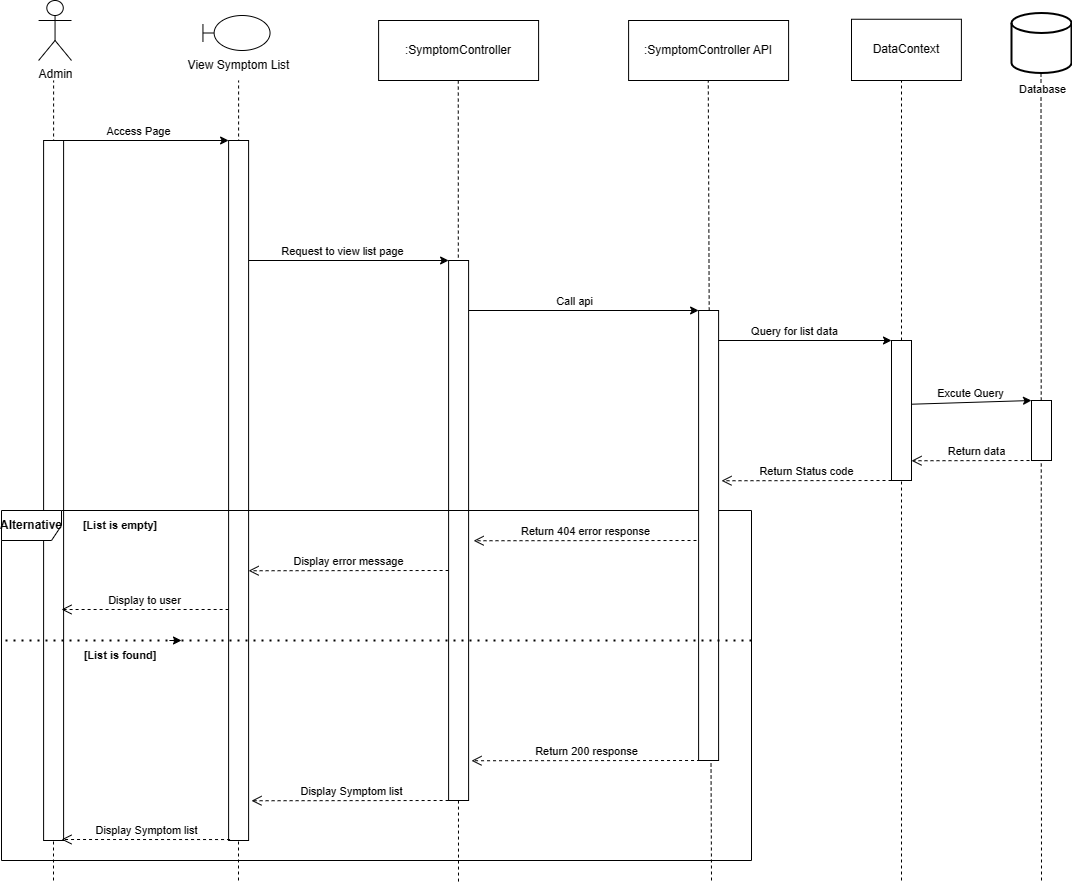 Admin
View Symptom List
:SymptomController
:SymptomController API
DataContext
Database
Access Page
Request to view list page
Call api
Query for list data
Excute Query
Return data
Return Status code
Alternative
[List is empty]
Return 404 error response
Display error message
Display to user
[List is found]
Return 200 response
Display Symptom list
Display Symptom list